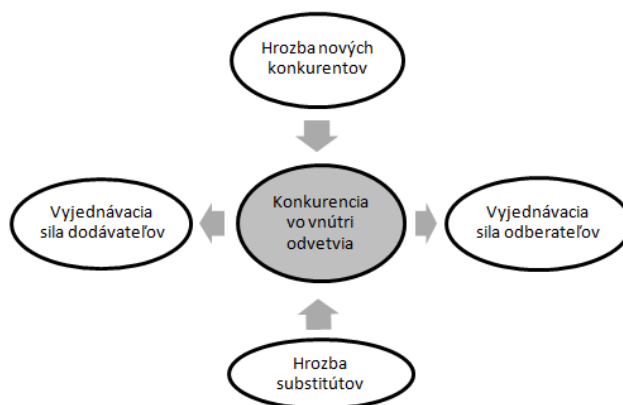 Hrozba nových
konkurentov
Vyjednávacia
sila dodávateľov
Konkurencia
vo vnútri
odvetvia
Vyjednávacia
sila odberateľov
Hrozba
substitútov